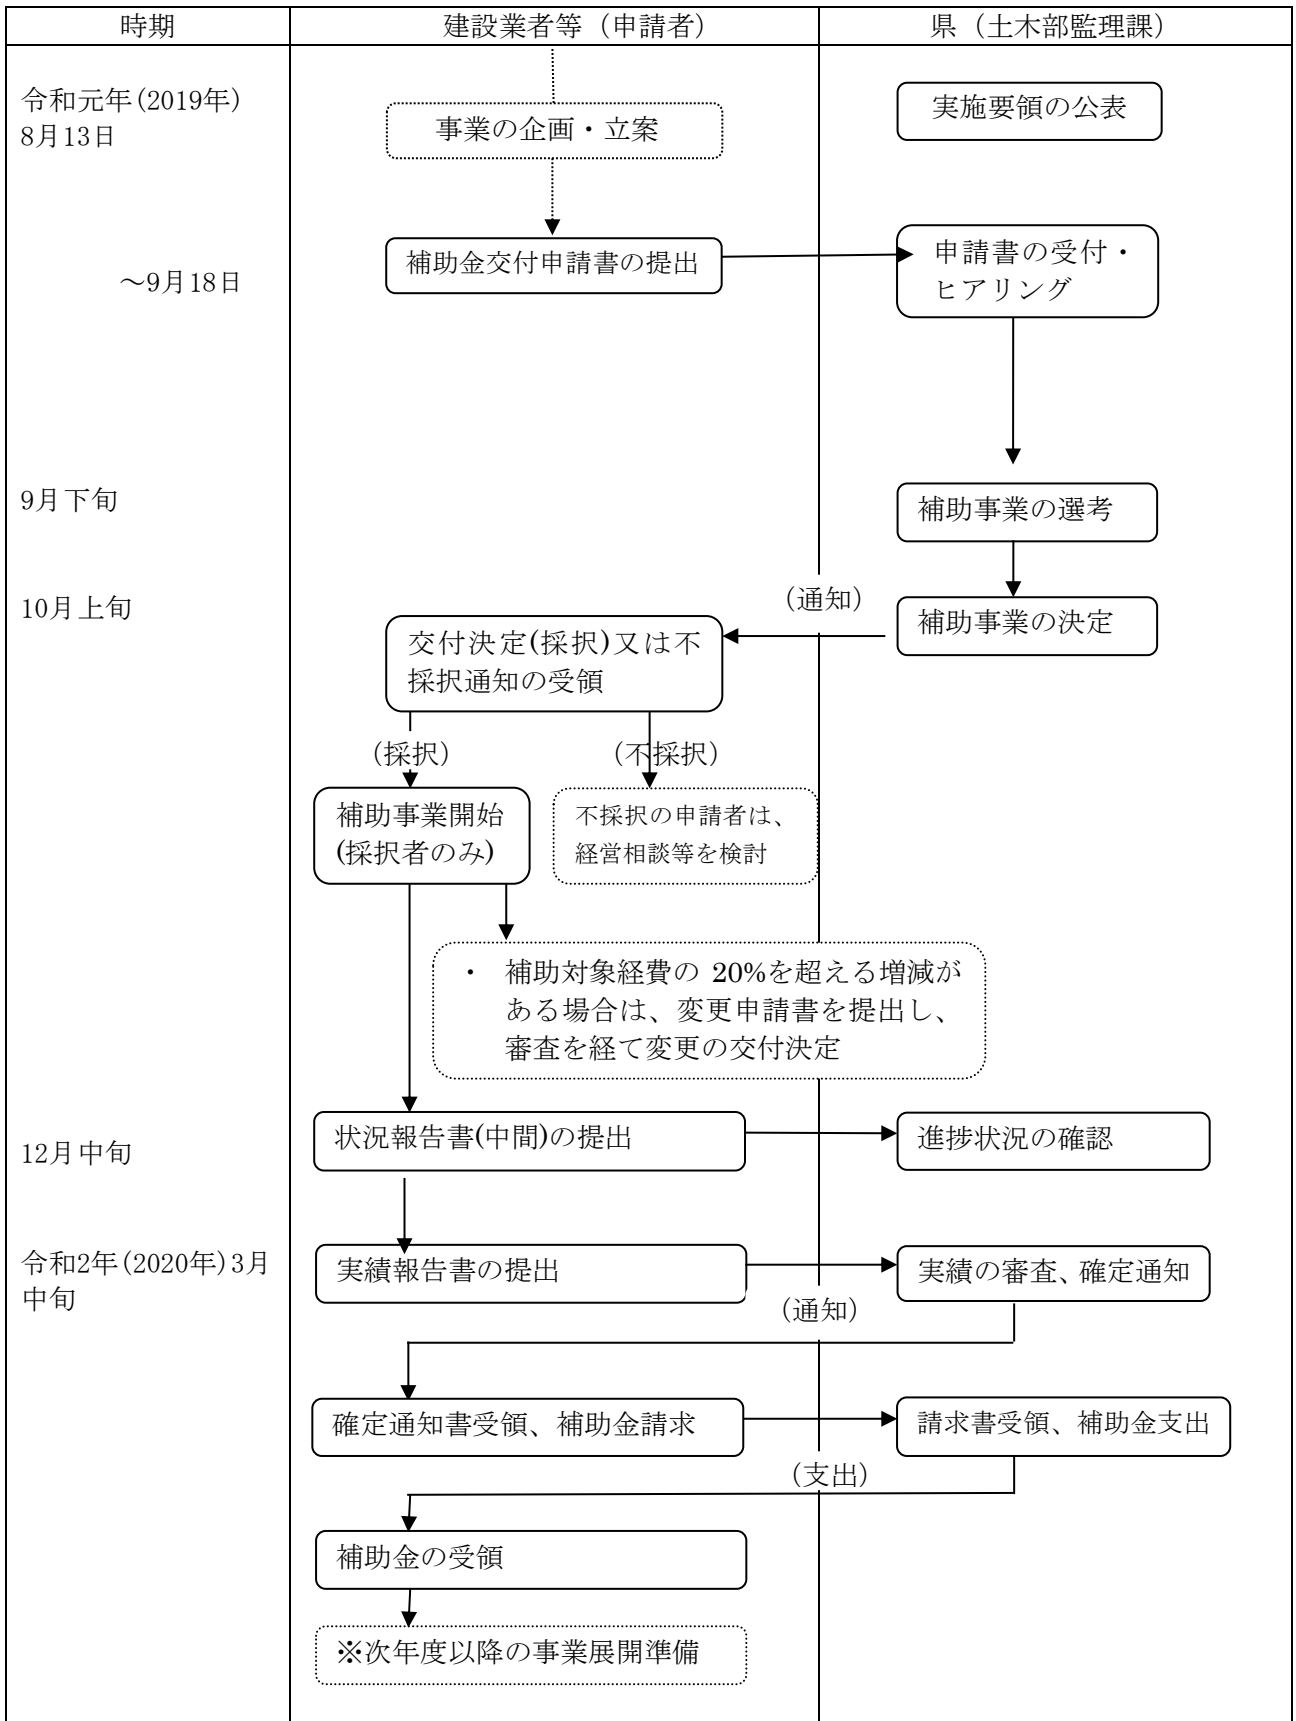 時期
建設業者等（申請者）
県（土木部監理課）
令和元年(2019年)
8月13日
事業の企画・立案
実施要領の公表
～9月18日
補助金交付申請書の提出
申請書の受付・
ヒアリング
9月下旬
補助事業の選考
10月上旬
（通知）
補助事業の決定
交付決定(採択)又は不
採択通知の受領
（採択）
（不採択）
補助事業開始
(採択者のみ)
不採択の申請者は、
経営相談等を検討
・ 補助対象経費の 20%を超える増減が
ある場合は、変更申請書を提出し、
審査を経て変更の交付決定
12月中旬
状況報告書(中間)の提出
進捗状況の確認
令和2年(2020年)3月
中旬
実績報告書の提出
実績の審査、確定通知
（通知）
確定通知書受領、補助金請求
請求書受領、補助金支出
（支出）
補助金の受領
※次年度以降の事業展開準備